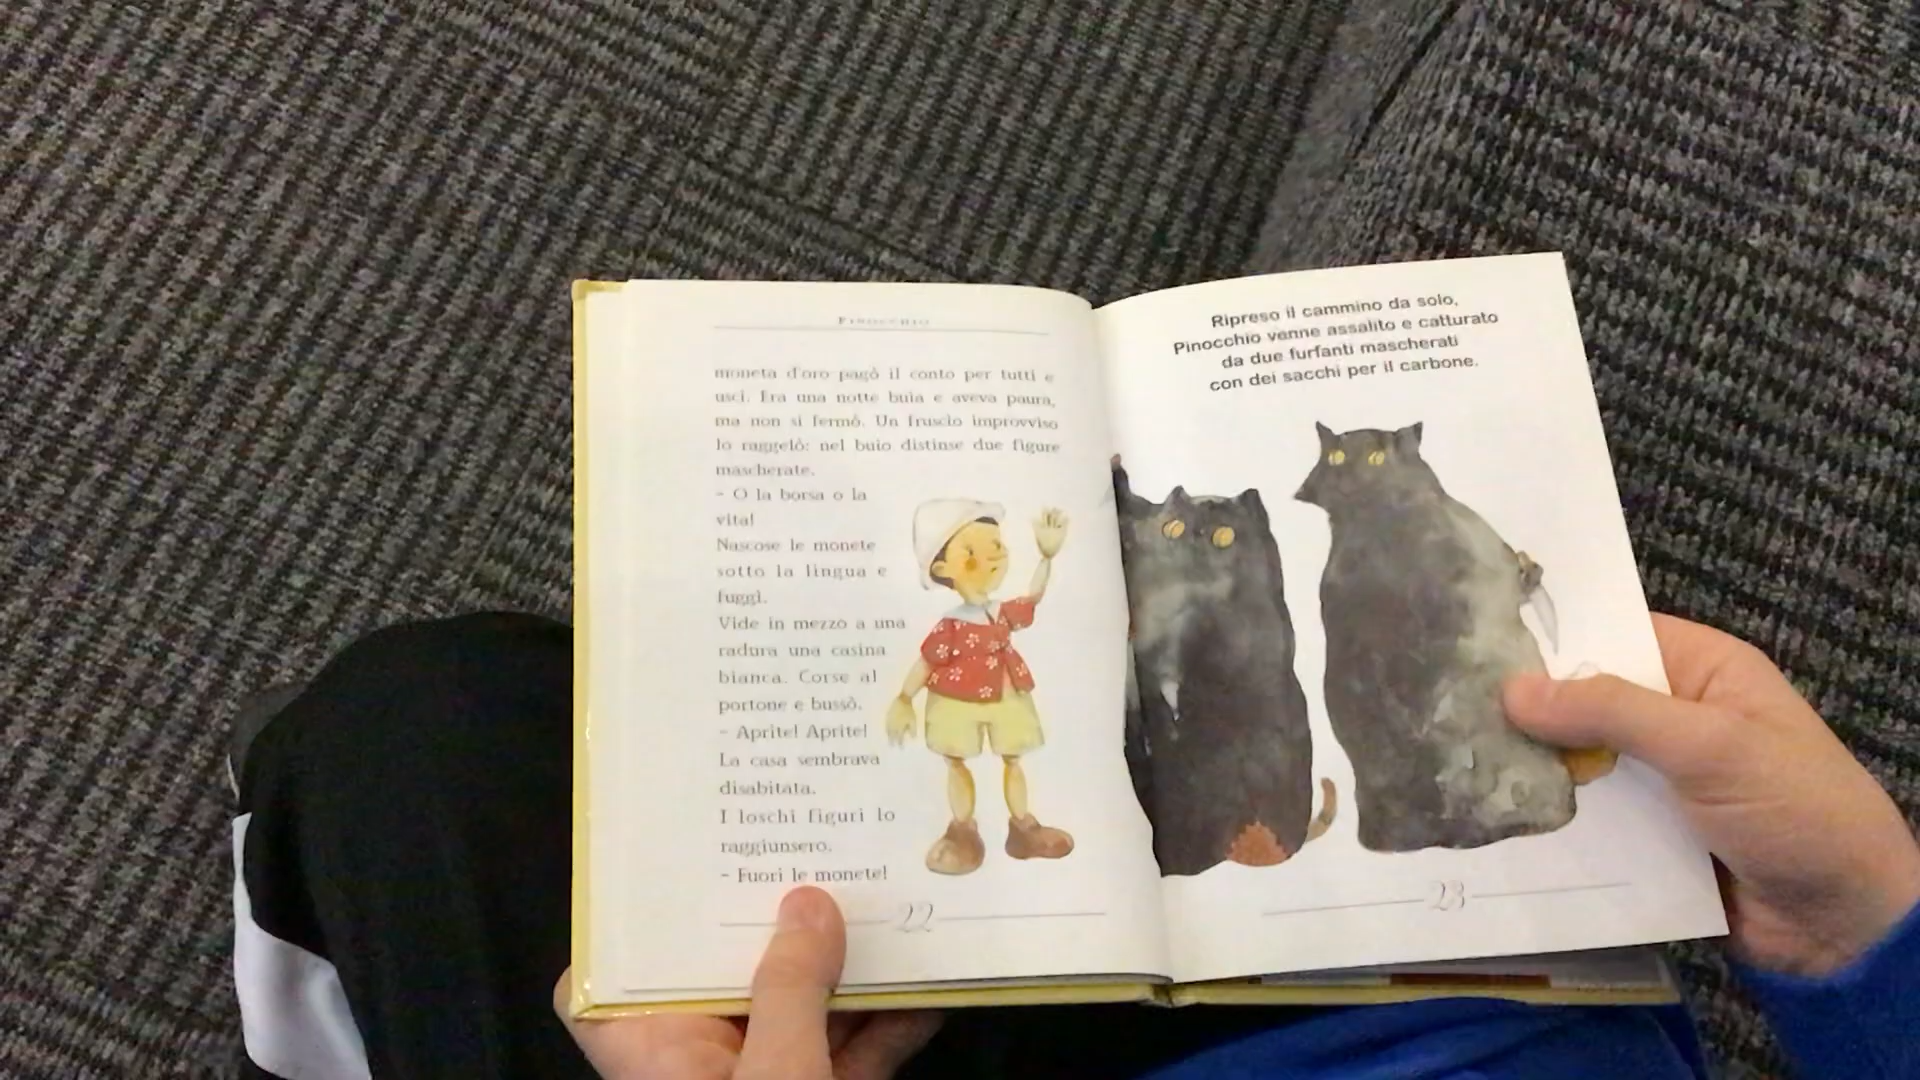 PINOCCHIO
moneta d'oro pagò il conto per tutti e
uscì. Era una notte buia e aveva paura,
ma non si fermò. Un fruscìo improvviso
lo raggelò: nel buio distinse due figure
mascherate.
– O la borsa o la
vita!
Nascose le monete
sotto la lingua e
fuggì.
Vide in mezzo a una
radura una casina
bianca. Corse al
portone e bussò.
– Aprite! Aprite!
La casa sembrava
disabitata.
I loschi figuri lo
raggiunsero.
– Fuori le monete!
22
Ripreso il cammino da solo,
Pinocchio venne assalito e catturato
da due furfanti mascherati
con dei sacchi per il carbone.
23